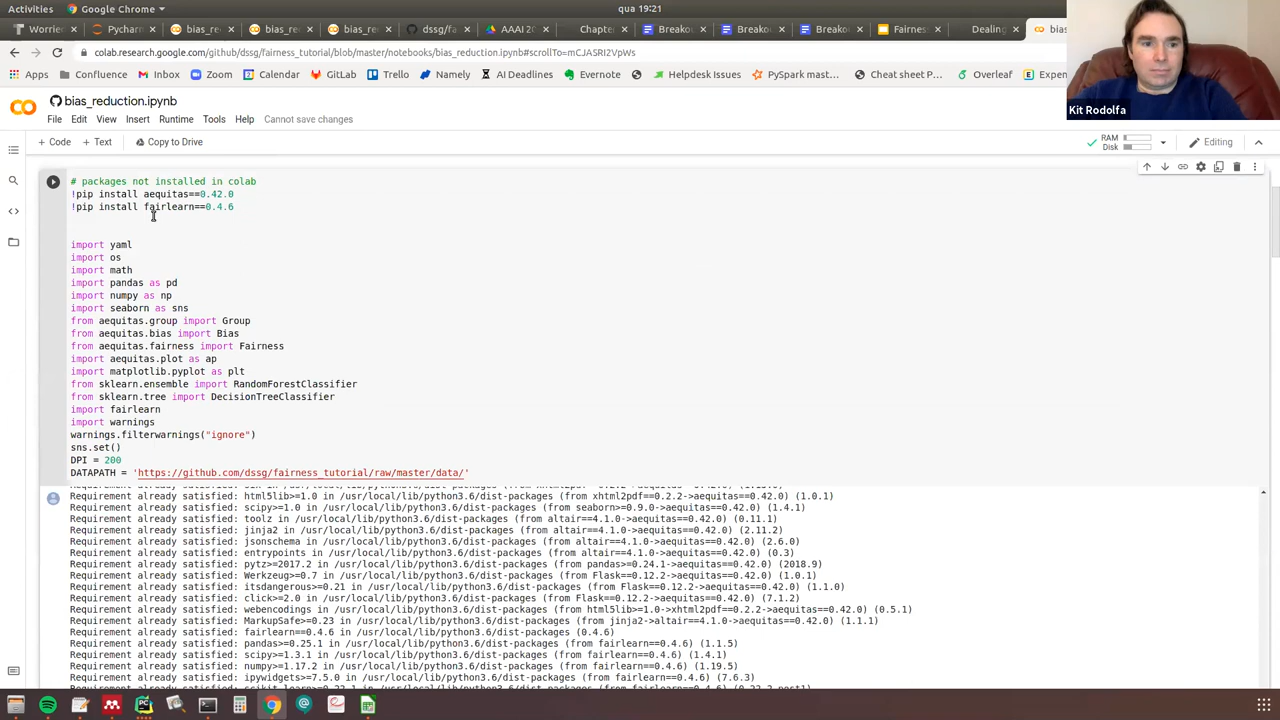 Activities
Google Chrome
qua 19:21
Worrie
Pycharm
dssg/fa
AAAI 2
Chapter
Breakou
Breako
Breako
Fairness
Dealing
bias
colab.research.google.com/github/dssg/fairness_tutorial/blob/master/notebooks/bias_reduction.ipynb#scrollTo=mCJASRI2VpWs
Apps Confluence Inbox Zoom Calendar GitLab Trello Namely AI Deadlines Evernote Helpdesk Issues PySpark mast... Cheat sheet P... Overleaf Expen
Kit Rodolfa
bias_reduction.ipynb
File Edit View Insert Runtime Tools Help Cannot save changes
+ Code + Text Copy to Drive
RAM
Disk
Editing
# packages not installed in colab
!pip install aequitas==0.42.0
!pip install fairlearn==0.4.6
import yaml
import os
import math
import pandas as pd
import numpy as np
import seaborn as sns
from aequitas.group import Group
from aequitas.bias import Bias
from aequitas.fairness import Fairness
import aequitas.plot as ap
import matplotlib.pyplot as plt
from sklearn.ensemble import RandomForestClassifier
from sklearn.tree import DecisionTreeClassifier
import fairlearn
import warnings
warnings.filterwarnings("ignore")
sns.set()
DPI = 200
DATAPATH = 'https://github.com/dssg/fairness_tutorial/raw/master/data/'
Requirement already satisfied: html5lib>=1.0 in /usr/local/lib/python3.6/dist-packages (from xhtml2pdf==0.2.2->aequitas==0.42.0) (1.0.1)
Requirement already satisfied: scipy>=1.0 in /usr/local/lib/python3.6/dist-packages (from seaborn==0.9.0->aequitas==0.42.0) (1.4.1)
Requirement already satisfied: toolz in /usr/local/lib/python3.6/dist-packages (from altair==4.1.0->aequitas==0.42.0) (0.11.1)
Requirement already satisfied: jinja2 in /usr/local/lib/python3.6/dist-packages (from altair==4.1.0->aequitas==0.42.0) (2.11.2)
Requirement already satisfied: jsonschema in /usr/local/lib/python3.6/dist-packages (from altair==4.1.0->aequitas==0.42.0) (2.6.0)
Requirement already satisfied: entrypoints in /usr/local/lib/python3.6/dist-packages (from altair==4.1.0->aequitas==0.42.0) (0.3)
Requirement already satisfied: pytz>=2017.2 in /usr/local/lib/python3.6/dist-packages (from pandas>=0.24.1->aequitas==0.42.0) (2018.9)
Requirement already satisfied: Werkzeug>=0.7 in /usr/local/lib/python3.6/dist-packages (from Flask==0.12.2->aequitas==0.42.0) (1.0.1)
Requirement already satisfied: itsdangerous>=0.21 in /usr/local/lib/python3.6/dist-packages (from Flask==0.12.2->aequitas==0.42.0) (1.1.0)
Requirement already satisfied: click>=2.0 in /usr/local/lib/python3.6/dist-packages (from Flask==0.12.2->aequitas==0.42.0) (7.1.2)
Requirement already satisfied: webencodings in /usr/local/lib/python3.6/dist-packages (from html5lib>=1.0->xhtml2pdf==0.2.2->aequitas==0.42.0) (0.5.1)
Requirement already satisfied: MarkupSafe>=0.23 in /usr/local/lib/python3.6/dist-packages (from jinja2->altair==4.1.0->aequitas==0.42.0) (1.1.1)
Requirement already satisfied: fairlearn==0.4.6 in /usr/local/lib/python3.6/dist-packages (0.4.6)
Requirement already satisfied: pandas>=0.25.1 in /usr/local/lib/python3.6/dist-packages (from fairlearn==0.4.6) (1.1.5)
Requirement already satisfied: scipy>=1.3.1 in /usr/local/lib/python3.6/dist-packages (from fairlearn==0.4.6) (1.4.1)
Requirement already satisfied: numpy>=1.17.2 in /usr/local/lib/python3.6/dist-packages (from fairlearn==0.4.6) (1.19.5)
Requirement already satisfied: ipywidgets>=7.5.0 in /usr/local/lib/python3.6/dist-packages (from fairlearn==0.4.6) (7.6.3)